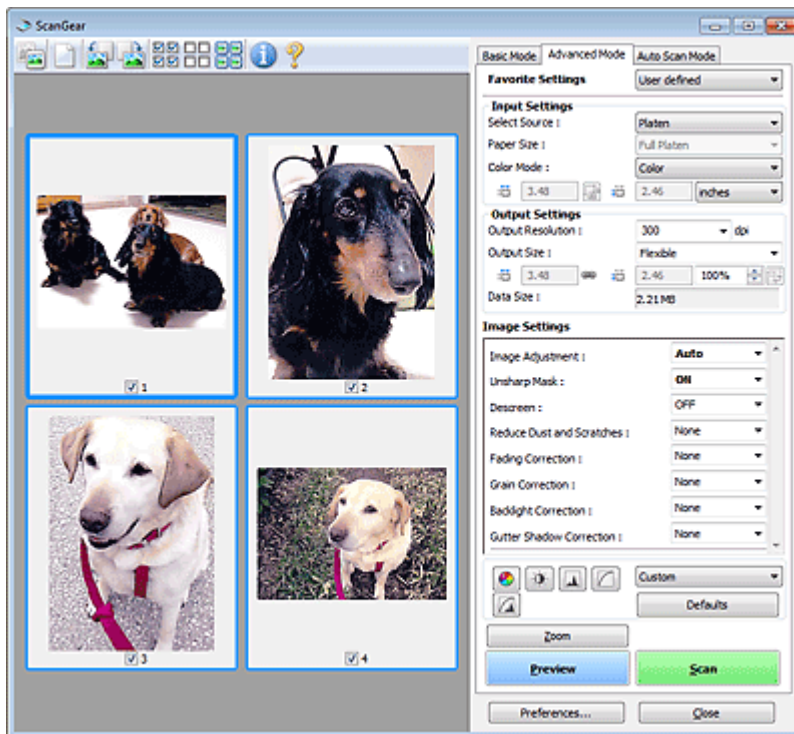 ScanGear
Basic Mode Advanced Mode Auto Scan Mode
Favorite Settings User defined
Input Settings
Select Source : Platen
Paper Size : Full Platen
Color Mode : Color
3.48 2.46 inches
Output Settings
Output Resolution : 300 dpi
Output Size : Flexible
3.48 2.46 100%
Data Size : 2.21MB
Image Settings
Image Adjustment : Auto
Unsharp Mask : ON
Descreen : OFF
Reduce Dust and Scratches : None
Fading Correction : None
Grain Correction : None
Backlight Correction : None
Gutter Shadow Correction : None
Custom
Defaults
Zoom
Preview Scan
Preferences... Close
1 2
3 4